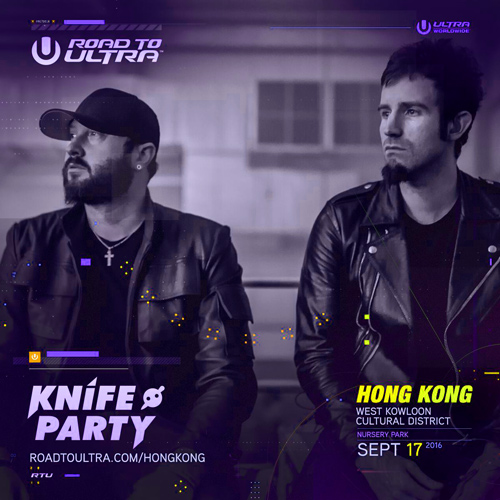 ROAD TO
ULTRA
ULTRA
WORLDWIDE
KNIFE
PARTY
ROADTOULTRA.COM/HONGKONG
RTU
HONG KONG
WEST KOWLOON
CULTURAL DISTRICT
NURSERY PARK
SEPT 17 2016